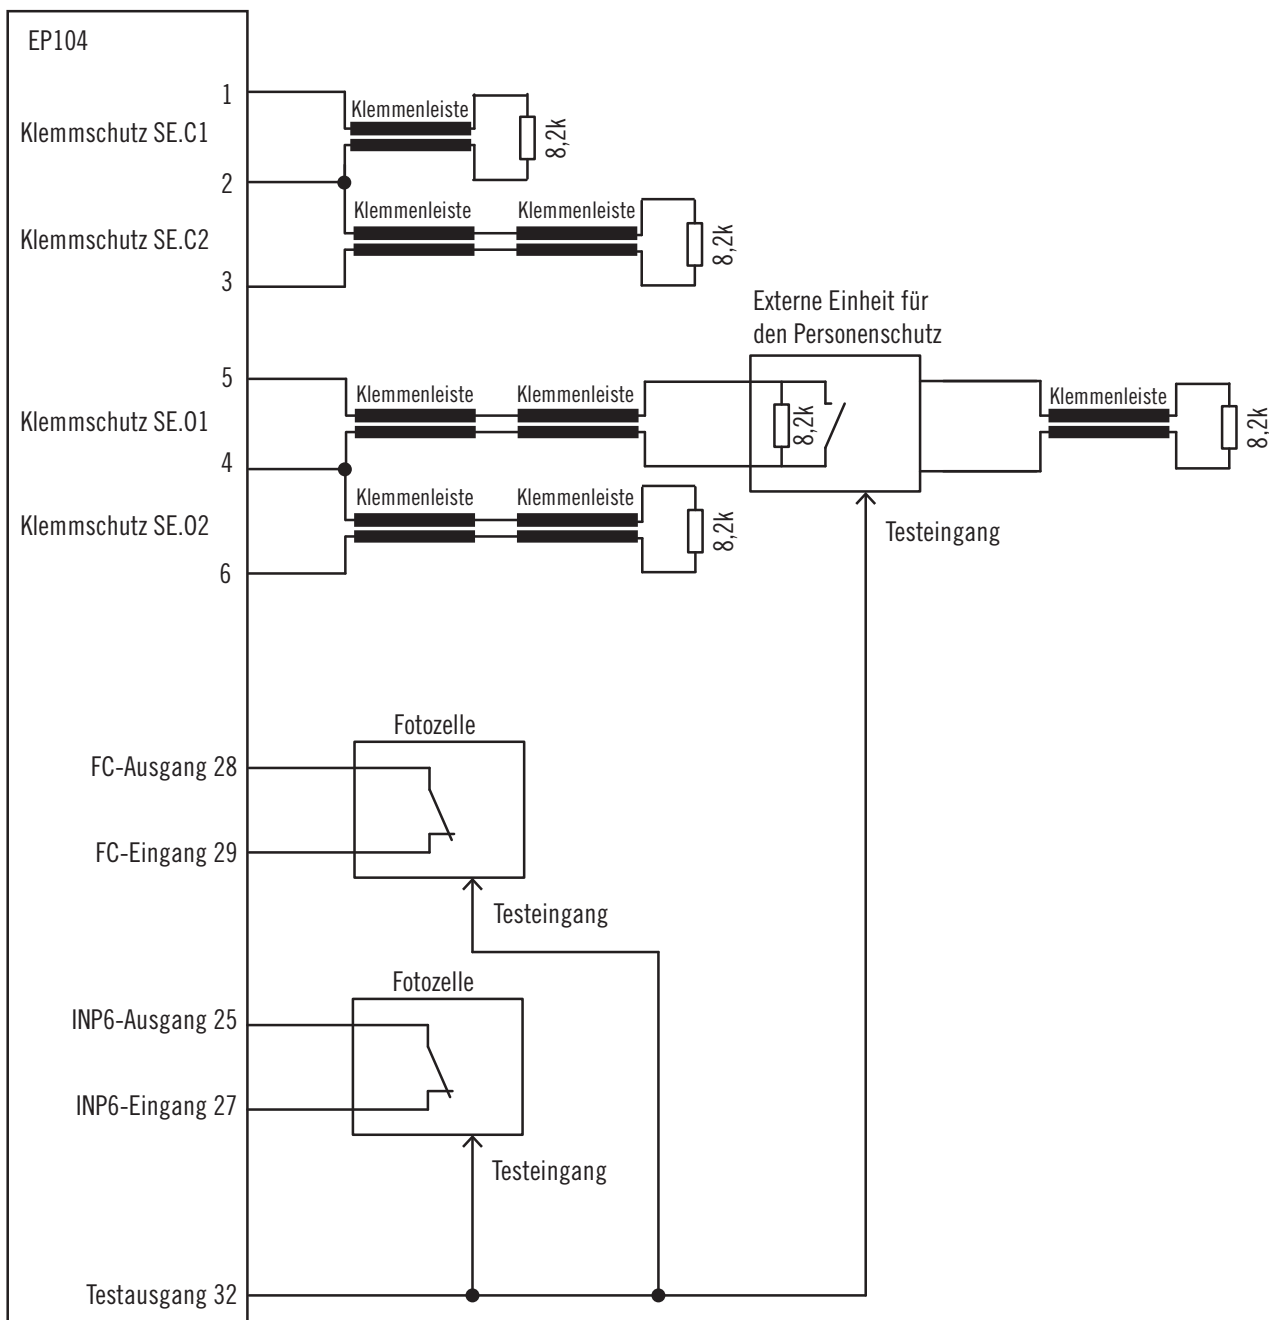 EP104
1
Klemmenleiste
Klemmschutz SE.C1
8,2k
2
Klemmenleiste
Klemmenleiste
Klemmschutz SE.C2
8,2k
3
Externe Einheit für
den Personenschutz
5
Klemmenleiste
Klemmenleiste
Klemmenleiste
Klemmschutz SE.O1
8,2k
8,2k
4
Klemmenleiste
Klemmenleiste
Klemmschutz SE.O2
8,2k
Testeingang
6
Fotozelle
FC-Ausgang 28
FC-Eingang 29
Testeingang
Fotozelle
INP6-Ausgang 25
INP6-Eingang 27
Testeingang
Testausgang 32